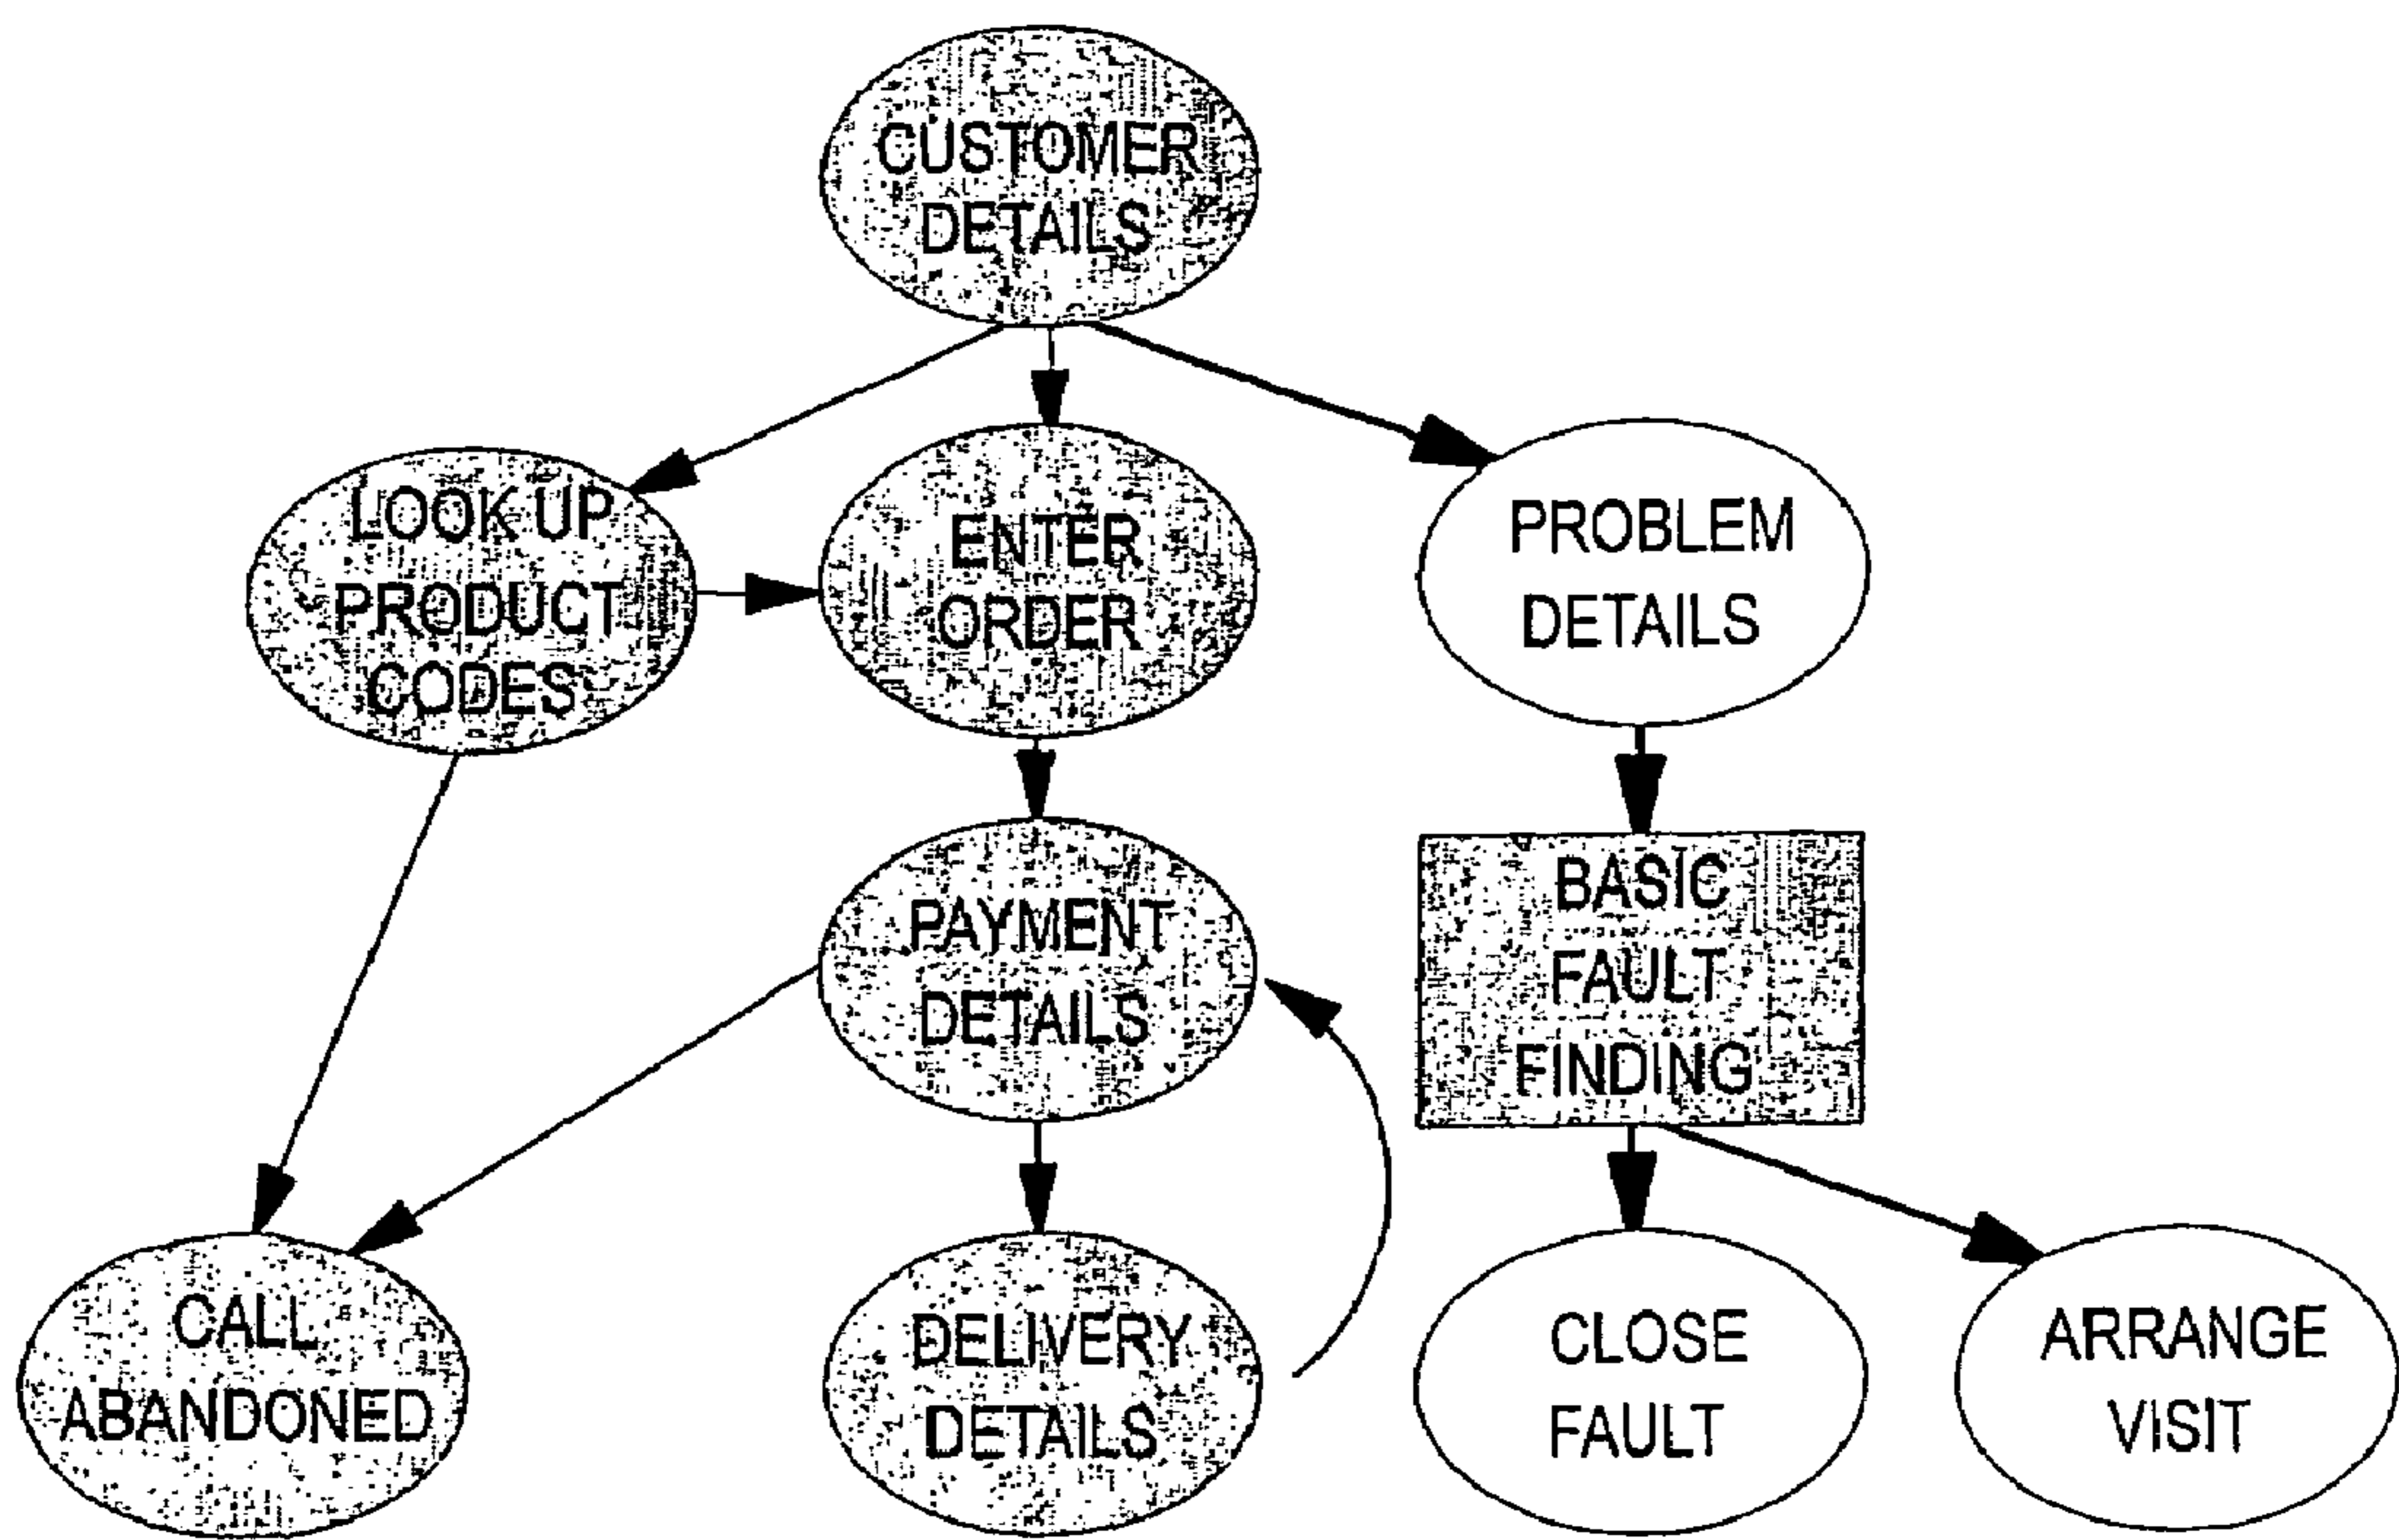 CUSTOMER
DETAILS
LOOK UP
PRODUCT
CODES
ENTER
ORDER
PROBLEM
DETAILS
PAYMENT
DETAILS
BASIC
FAULT
FINDING
CALL
ABANDONED
DELIVERY
DETAILS
CLOSE
FAULT
ARRANGE
VISIT